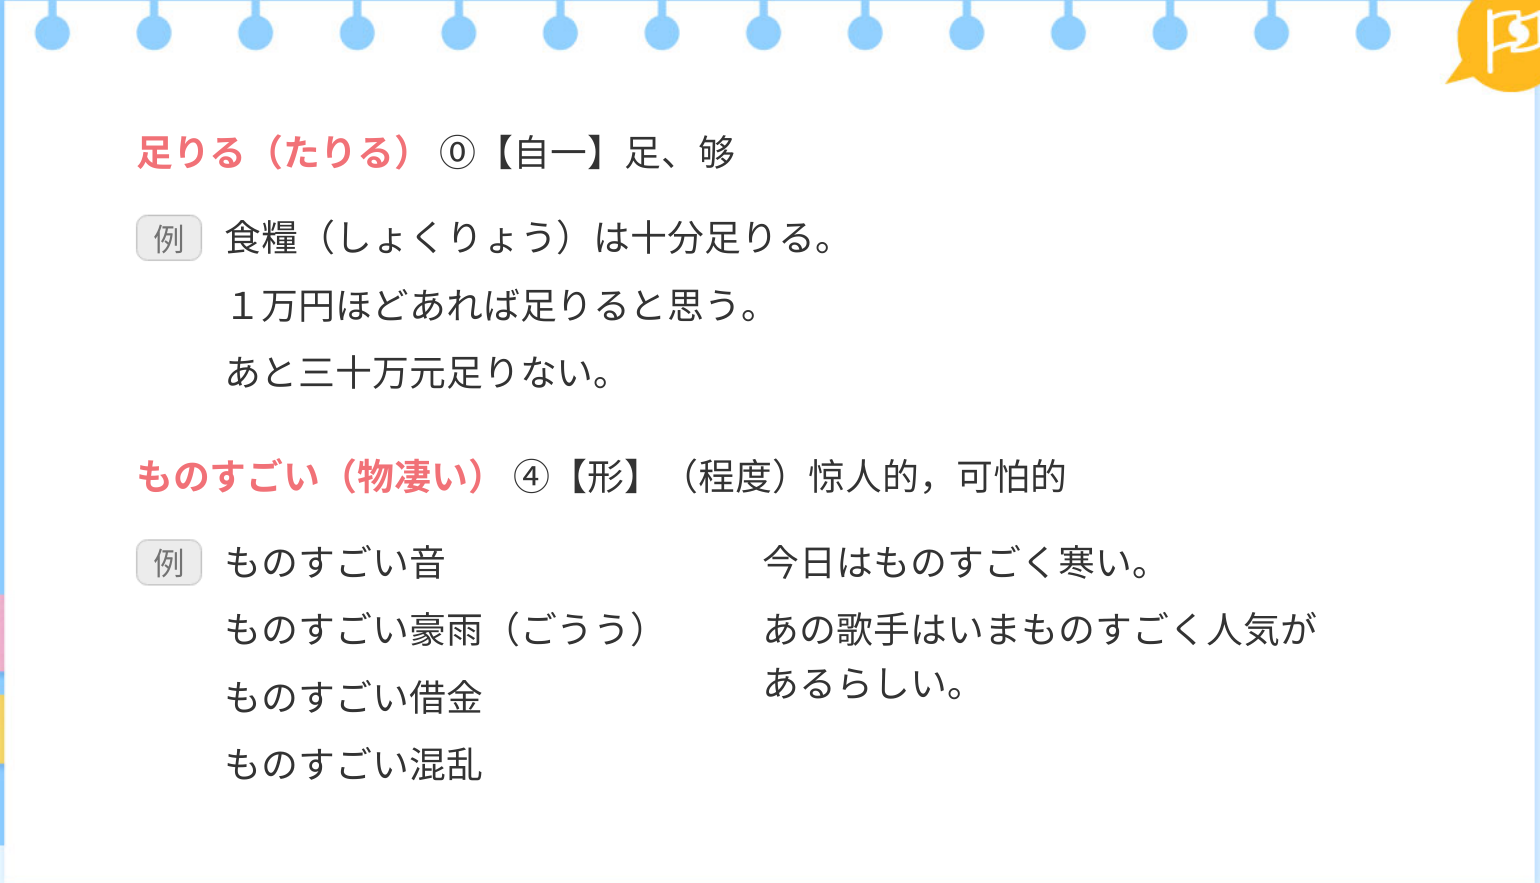 足りる（たりる）⓪【自一】足、够
例 食糧（しょくりょう）は十分足りる。
１万円ほどあれば足りると思う。
あと三十万元足りない。
ものすごい（物凄い）④【形】（程度）惊人的，可怕的
例 ものすごい音
ものすごい豪雨（ごうう）
ものすごい借金
ものすごい混乱
今日はものすごく寒い。
あの歌手はいまものすごく人気が
あるらしい。